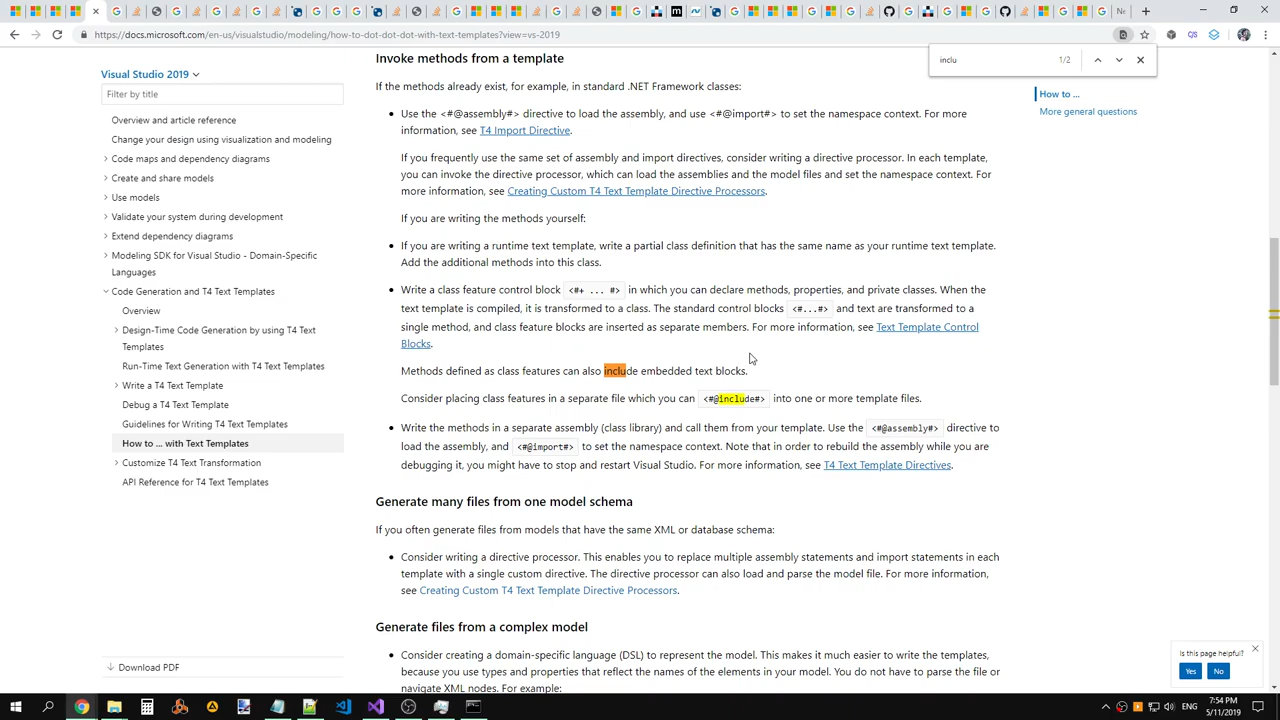 https://docs.microsoft.com/en-us/visualstudio/modeling/how-to-dot-dot-dot-with-text-templates?view=vs-2019
inclu
1/2
Visual Studio 2019
Filter by title
Overview and article reference
Change your design using visualization and modeling
Code maps and dependency diagrams
Create and share models
Use models
Validate your system during development
Extend dependency diagrams
Modeling SDK for Visual Studio - Domain-Specific
Languages
Code Generation and T4 Text Templates
Overview
Design-Time Code Generation by using T4 Text
Templates
Run-Time Text Generation with T4 Text Templates
Write a T4 Text Template
Debug a T4 Text Template
Guidelines for Writing T4 Text Templates
How to ... with Text Templates
Customize T4 Text Transformation
API Reference for T4 Text Templates
Download PDF
Invoke methods from a template
If the methods already exist, for example, in standard .NET Framework classes:
Use the <#@assembly#> directive to load the assembly, and use <#@import#> to set the namespace context. For more
information, see T4 Import Directive.
If you frequently use the same set of assembly and import directives, consider writing a directive processor. In each template,
you can invoke the directive processor, which can load the assemblies and the model files and set the namespace context. For
more information, see Creating Custom T4 Text Template Directive Processors.
If you are writing the methods yourself:
If you are writing a runtime text template, write a partial class definition that has the same name as your runtime text template.
Add the additional methods into this class.
Write a class feature control block <#+ ... #> in which you can declare methods, properties, and private classes. When the
text template is compiled, it is transformed to a class. The standard control blocks <#...#> and text are transformed to a
single method, and class feature blocks are inserted as separate members. For more information, see Text Template Control
Blocks.
Methods defined as class features can also include embedded text blocks.
Consider placing class features in a separate file which you can <#@include#> into one or more template files.
Write the methods in a separate assembly (class library) and call them from your template. Use the <#@assembly#> directive to
load the assembly, and <#@import#> to set the namespace context. Note that in order to rebuild the assembly while you are
debugging it, you might have to stop and restart Visual Studio. For more information, see T4 Text Template Directives.
Generate many files from one model schema
If you often generate files from models that have the same XML or database schema:
Consider writing a directive processor. This enables you to replace multiple assembly statements and import statements in each
template with a single custom directive. The directive processor can also load and parse the model file. For more information,
see Creating Custom T4 Text Template Directive Processors.
Generate files from a complex model
Consider creating a domain-specific language (DSL) to represent the model. This makes it much easier to write the templates,
because you use types and properties that reflect the names of the elements in your model. You do not have to parse the file or
navigate XML nodes. For example:
How to ...
More general questions
Is this page helpful?
Yes
No
ENG
7:54 PM
5/11/2019